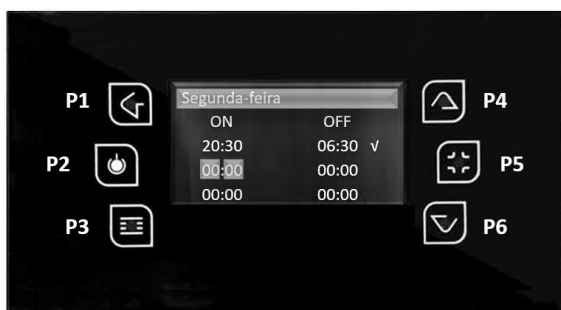 Segunda-feira
ON OFF
P1 P4
20:30 06:30 √
P2 00:00 00:00 P5
00:00 00:00
P3 P6